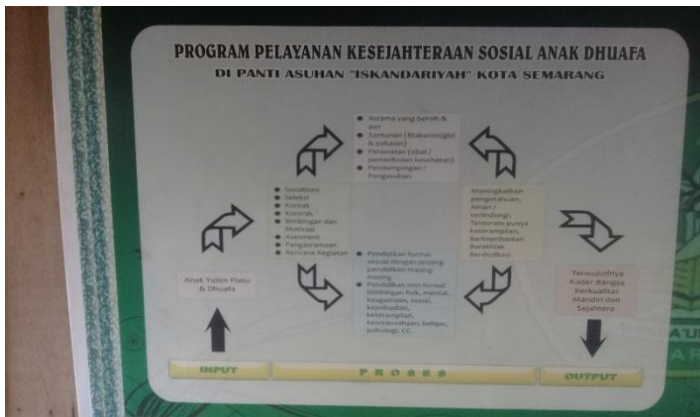 PROGRAM PELAYANAN KESEJAHTERAAN SOSIAL ANAK DHUAFA
DI PANTI ASUHAN "ISKANDARIYAH" KOTA SEMARANG
Asrama yang bersih &
asri
Santunan (Makanan/gizi
& pakaian)
Perawatan (obat /
pemeriksaan kesehatan)
Pendampingan /
Pengasuhan
Sosialisasi
Seleksi
Kontak
Kontrak
Bimbingan dan
Motivasi
Asesment
Pengasramaan
Rencana Kegiatan
Meningkatkan
pengetahuan,
Aman /
terlindungi,
Tentram punya
keterampilan,
Berkepribadian
Berakhlak
Berdedikasi
Anak Yatim Piatu
& Dhuafa
Pendidikan formal
sesuai dengan jenjang
pendidikan masing-
masing
Pendidikan non formal
bimbingan fisik, mental,
keagamaan, sosial,
kepribadian,
keterampilan,
kewirausahaan, belajar,
psikologi,
Terwujudnya
Kader Bangsa
Berkualitas
Mandiri dan
Sejahtera
INPUT
PROSES
OUTPUT